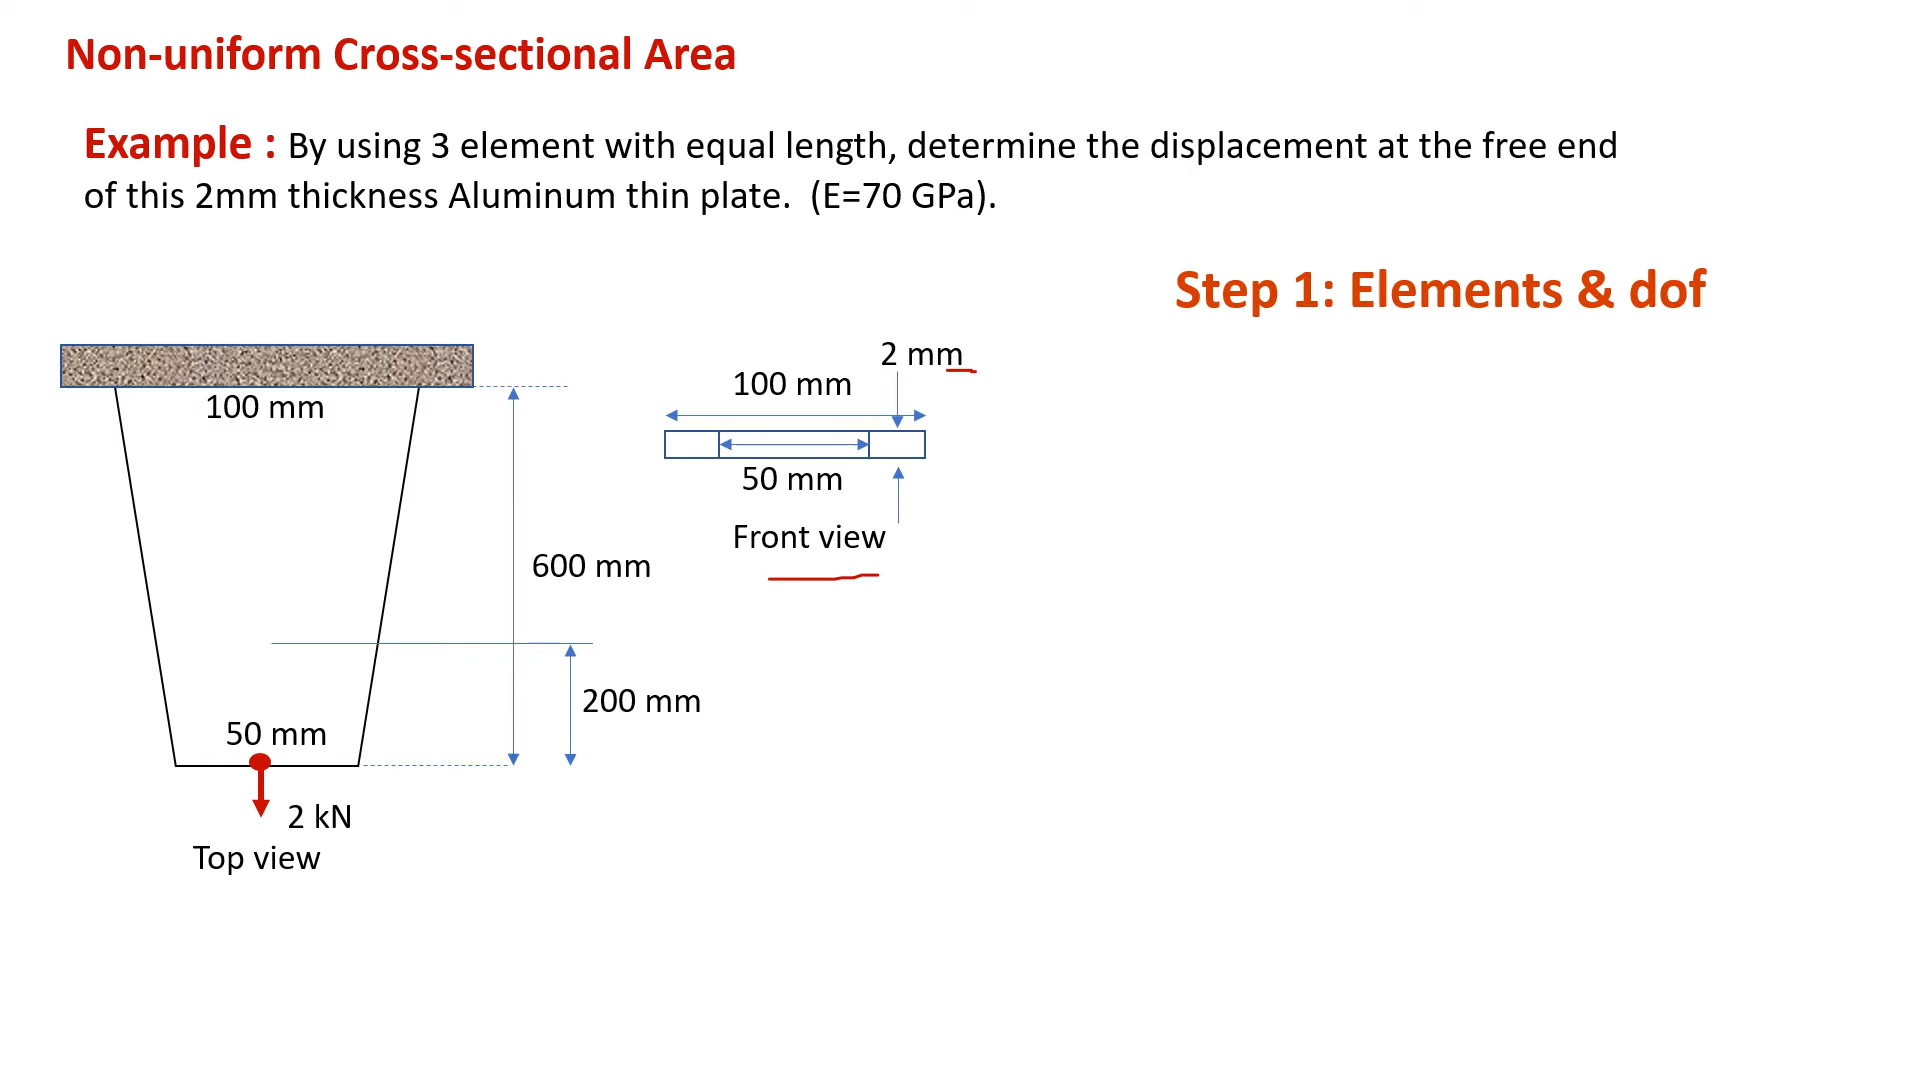 Non-uniform Cross-sectional Area
Example : By using 3 element with equal length, determine the displacement at the free end
of this 2mm thickness Aluminum thin plate. (E=70 GPa).
Step 1: Elements & dof
2 mm
100 mm
100 mm
50 mm
Front view
600 mm
200 mm
50 mm
2 kN
Top view